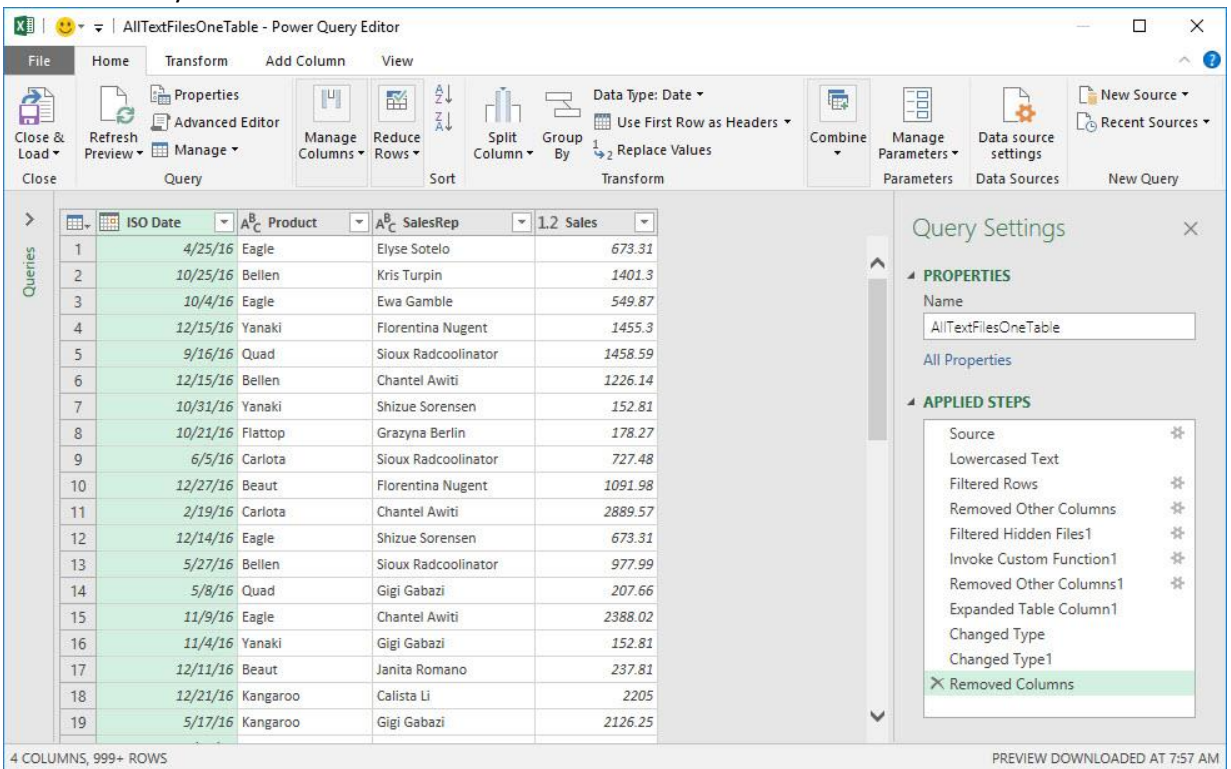 AllTextFilesOneTable - Power Query Editor
File Home Transform Add Column View
Close & Load
Close
Refresh Preview
Properties
Advanced Editor
Manage
Query
Manage Columns
Reduce Rows
Sort
Split Column
Group By
Data Type: Date
Use First Row as Headers
Replace Values
Transform
Combine
Manage Parameters
Parameters
Data source settings
Data Sources
New Source
Recent Sources
New Query
Queries
ISO Date ABC Product ABC SalesRep 1.2 Sales
1 4/25/16 Eagle Elyse Sotelo 673.31
2 10/25/16 Bellen Kris Turpin 1401.3
3 10/4/16 Eagle Ewa Gamble 549.87
4 12/15/16 Yanaki Florentina Nugent 1455.3
5 9/16/16 Quad Sioux Radcoolinator 1458.59
6 12/15/16 Bellen Chantel Awiti 1226.14
7 10/31/16 Yanaki Shizue Sorensen 152.81
8 10/21/16 Flattop Grazyna Berlin 178.27
9 6/5/16 Carlota Sioux Radcoolinator 727.48
10 12/27/16 Beaut Florentina Nugent 1091.98
11 2/19/16 Carlota Chantel Awiti 2889.57
12 12/14/16 Eagle Shizue Sorensen 673.31
13 5/27/16 Bellen Sioux Radcoolinator 977.99
14 5/8/16 Quad Gigi Gabazi 207.66
15 11/9/16 Eagle Chantel Awiti 2388.02
16 11/4/16 Yanaki Gigi Gabazi 152.81
17 12/11/16 Beaut Janita Romano 237.81
18 12/21/16 Kangaroo Calista Li 2205
19 5/17/16 Kangaroo Gigi Gabazi 2126.25
Query Settings
PROPERTIES
Name
AllTextFilesOneTable
All Properties
APPLIED STEPS
Source
Lowercased Text
Filtered Rows
Removed Other Columns
Filtered Hidden Files1
Invoke Custom Function1
Removed Other Columns1
Expanded Table Column1
Changed Type
Changed Type1
Removed Columns
4 COLUMNS, 999+ ROWS
PREVIEW DOWNLOADED AT 7:57 AM